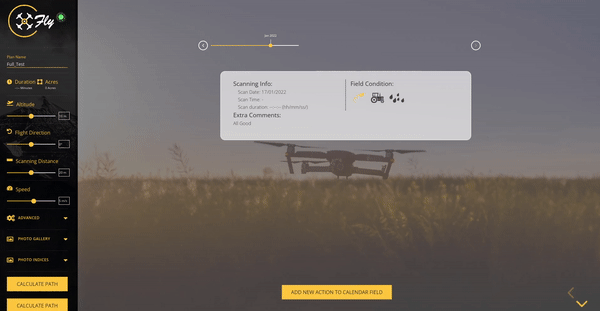 Fly
Plan Name
Full_Test
Duration
Acres
Minutes
0 Acres
Altitude
Flight Direction
0°
Scanning Distance
Speed
ADVANCED
PHOTO GALLERY
PHOTO INDICES
CALCULATE PATH
CALCULATE PATH
Scanning Info:
Scan Date: 17/01/2022
Scan Time :
Scan duration: -- -- -- (hh/mm/ss/)
Extra Comments:
All Good
Field Condition:
ADD NEW ACTION TO CALENDAR FIELD